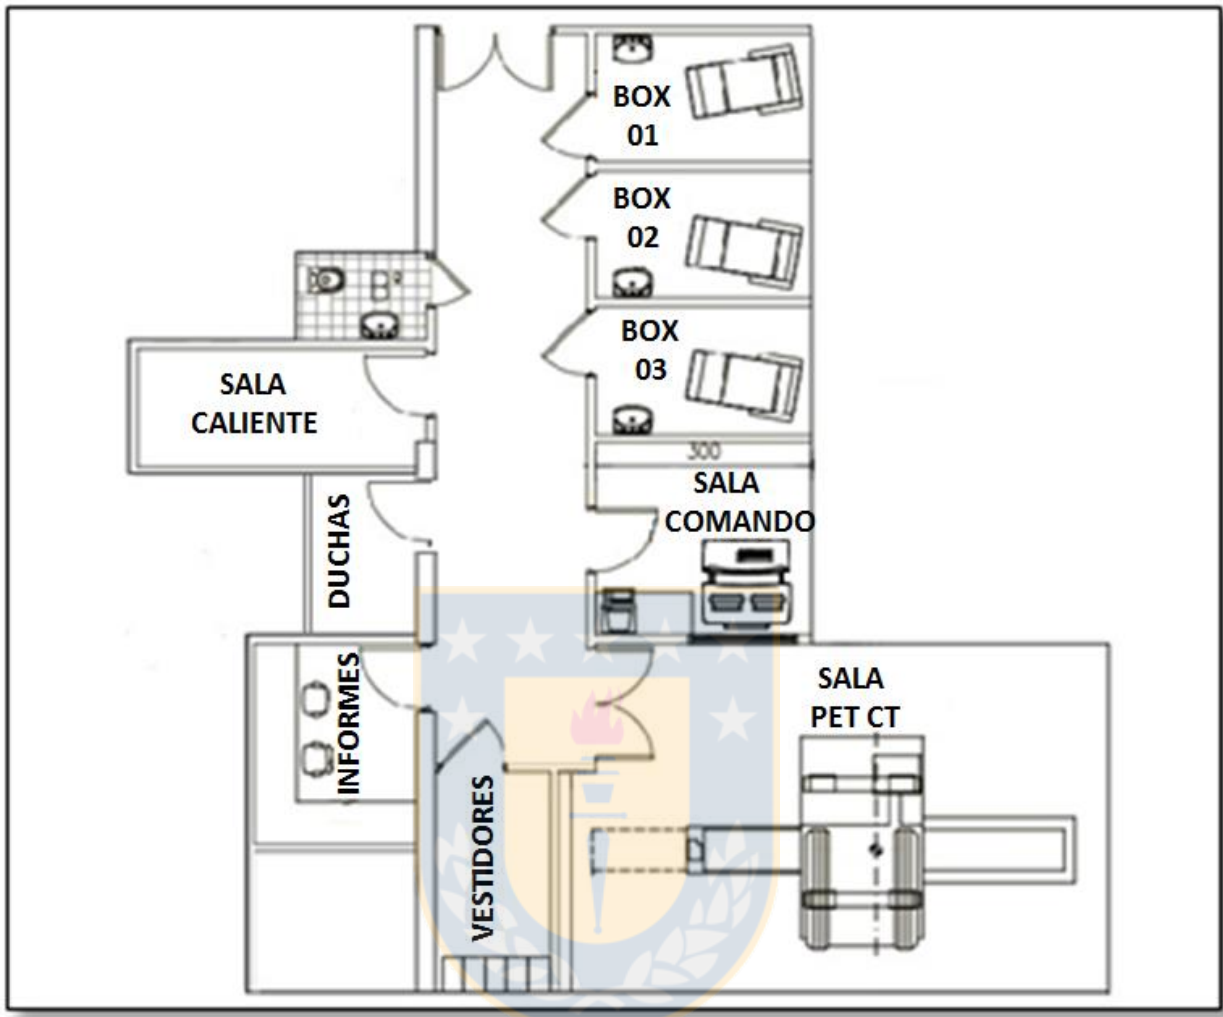 BOX
01
BOX
02
BOX
03
SALA
CALIENTE
300
SALA
COMANDO
DUCHAS
INFORMES
SALA
PET CT
VESTIDORES